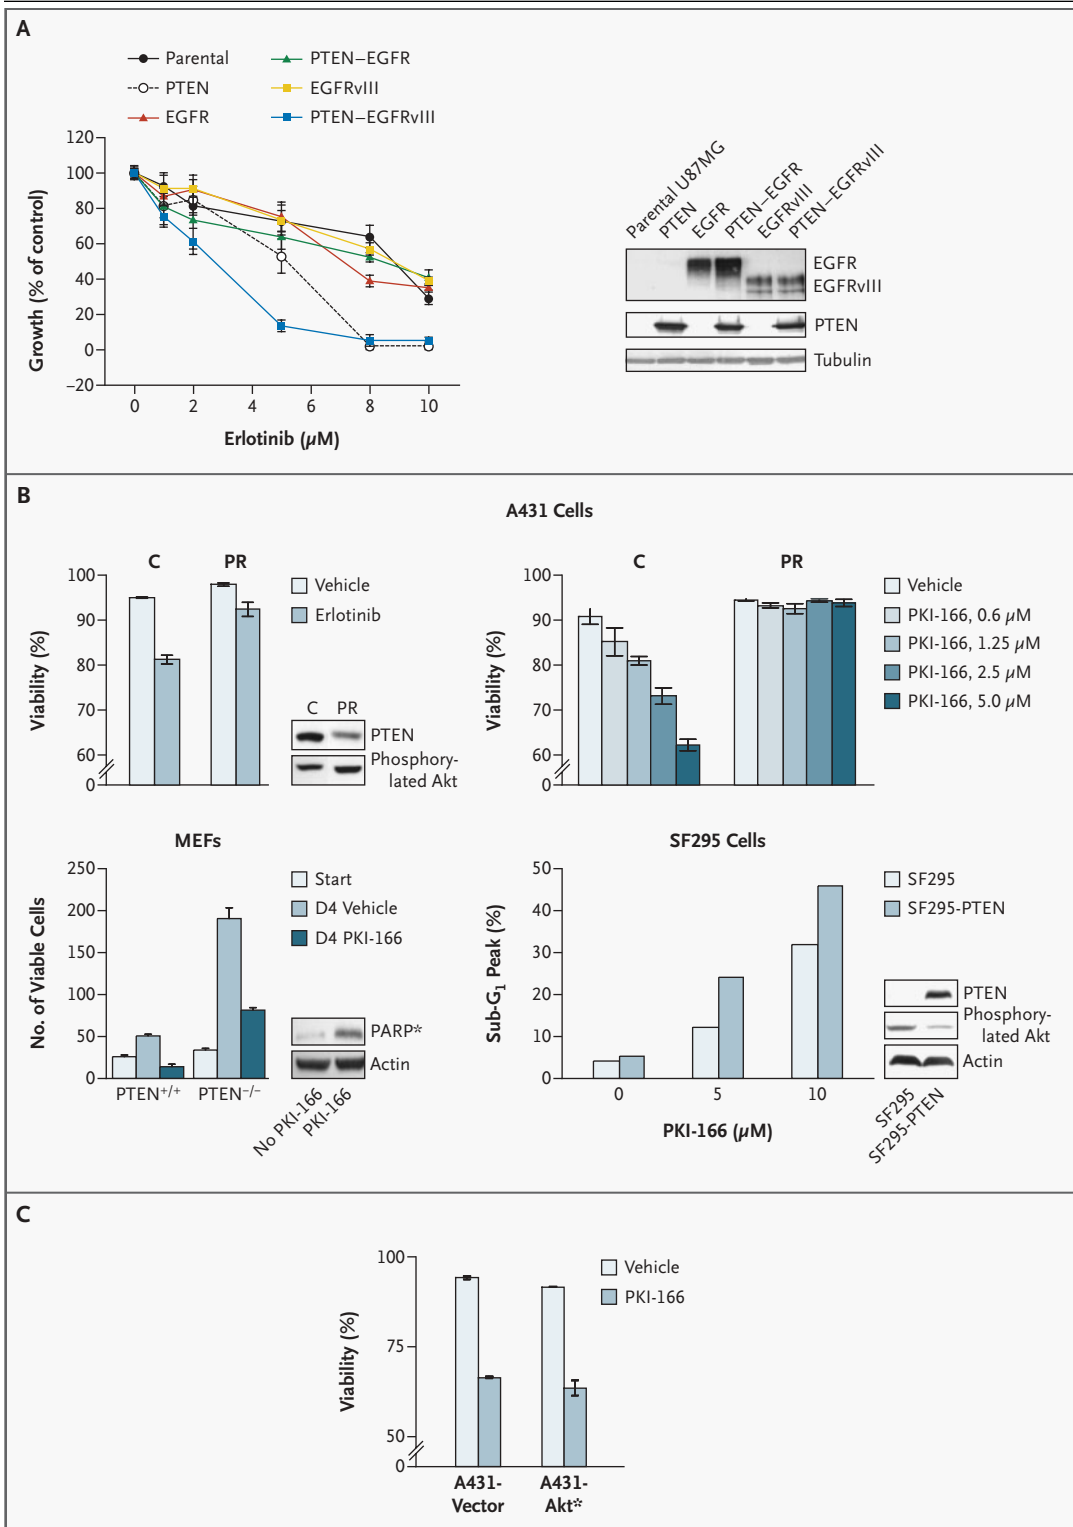 A
Parental
PTEN
EGFR
PTEN–EGFR
EGFRvIII
PTEN–EGFRvIII
120
100
80
60
40
20
0
–20
Growth (% of control)
0 2 4 6 8 10
Erlotinib (µM)
Parental U87MG
PTEN
EGFR
PTEN–EGFR
EGFRvIII
PTEN–EGFRvIII
EGFR
EGFRvIII
PTEN
Tubulin
B
A431 Cells
C PR
100
90
80
70
60
0
Viability (%)
Vehicle
Erlotinib
C PR
PTEN
Phosphory-
lated Akt
C PR
100
90
80
70
60
0
Viability (%)
Vehicle
PKI-166, 0.6 µM
PKI-166, 1.25 µM
PKI-166, 2.5 µM
PKI-166, 5.0 µM
MEFs
250
200
150
100
50
0
No. of Viable Cells
PTEN+/+ PTEN−/−
Start
D4 Vehicle
D4 PKI-166
PARP*
Actin
No PKI-166
PKI-166
SF295 Cells
50
40
30
20
10
0
Sub-G1 Peak (%)
0 5 10
PKI-166 (µM)
SF295
SF295-PTEN
PTEN
Phosphory-
lated Akt
Actin
SF295
SF295-PTEN
C
100
75
50
0
Viability (%)
Vehicle
PKI-166
A431-
Vector
A431-
Akt*